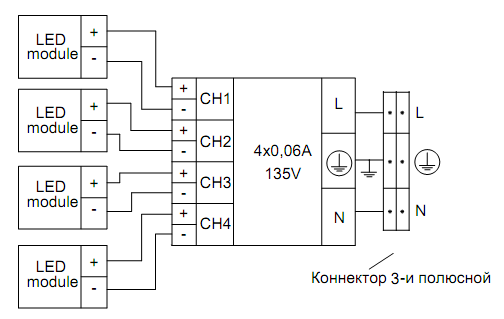 LED
module
+
-
LED
module
+
-
LED
module
+
-
LED
module
+
-
+
-
CH1
+
-
CH2
+
-
CH3
+
-
CH4
4x0,06A
135V
L
N
L
N
Коннектор 3-и полюсной